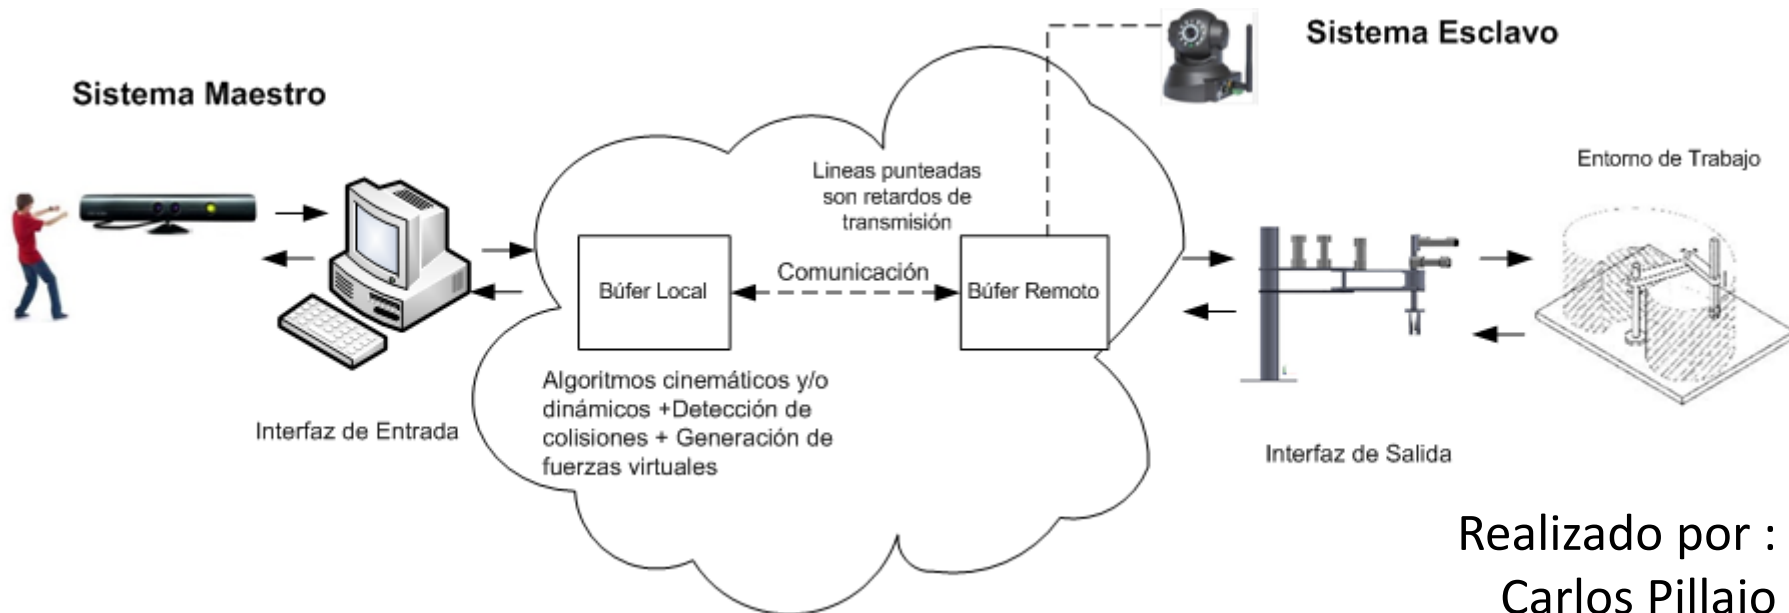 Sistema Maestro
Sistema Esclavo
Entorno de Trabajo
Lineas punteadas
son retardos de
transmisión
Búfer Local
Comunicación
Búfer Remoto
Algoritmos cinemáticos y/o
dinámicos +Detección de
colisiones + Generación de
fuerzas virtuales
Interfaz de Entrada
Interfaz de Salida
Realizado por :
Carlos Pillajo